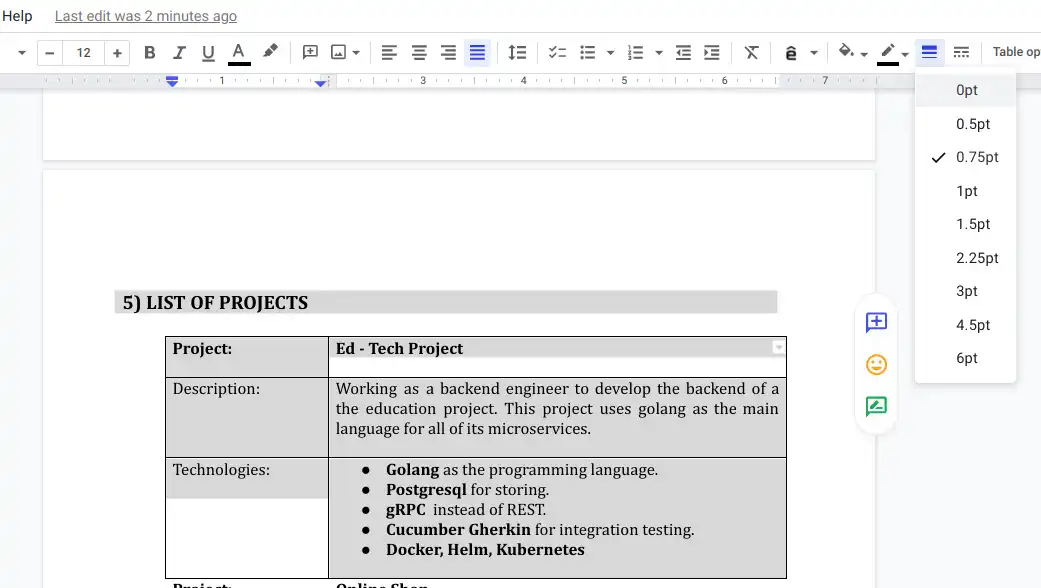 Help Last edit was 2 minutes ago
− 12 + B I U A ê Table op
1 3 4 5 6 7
0pt
0.5pt
0.75pt
1pt
1.5pt
2.25pt
3pt
4.5pt
6pt
5) LIST OF PROJECTS
Project: Ed - Tech Project
Description: Working as a backend engineer to develop the backend of a
the education project. This project uses golang as the main
language for all of its microservices.
Technologies: ● Golang as the programming language.
● Postgresql for storing.
● gRPC instead of REST.
● Cucumber Gherkin for integration testing.
● Docker, Helm, Kubernetes
Project: Online Shop